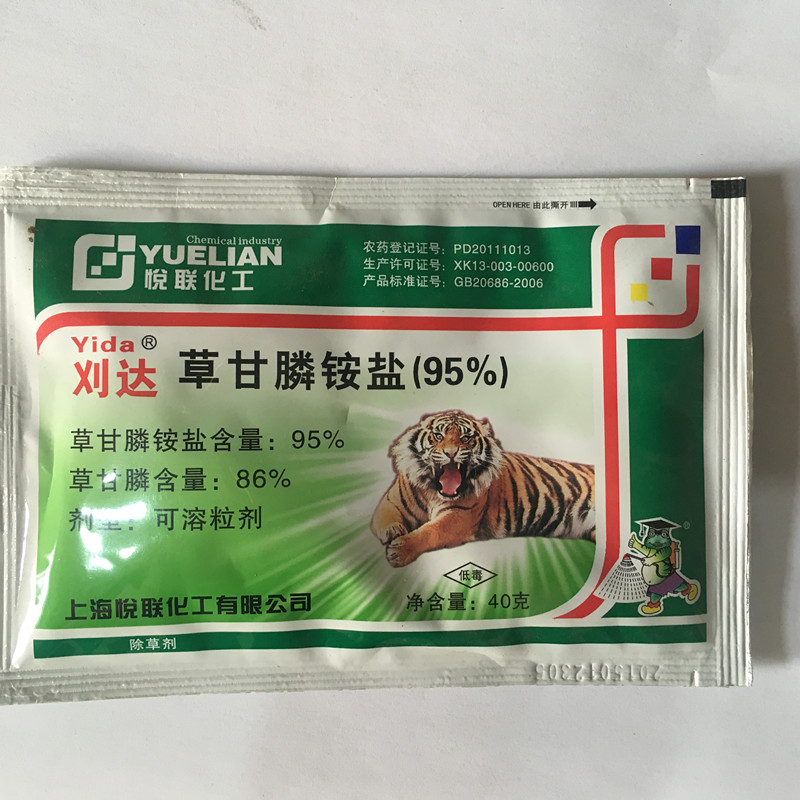 OPEN HERE 由此撕开
Chemical industry
YUELIAN
悦联化工
农药登记证号：PD20111013
生产许可证号：XK13-003-00600
产品标准证号：GB20686-2006
Yida®
刈达 草甘膦铵盐(95%)
草甘膦铵盐含量：95%
草甘膦含量：86%
剂型：可溶粒剂
低毒
上海悦联化工有限公司
净含量：40克
除草剂
2015012305